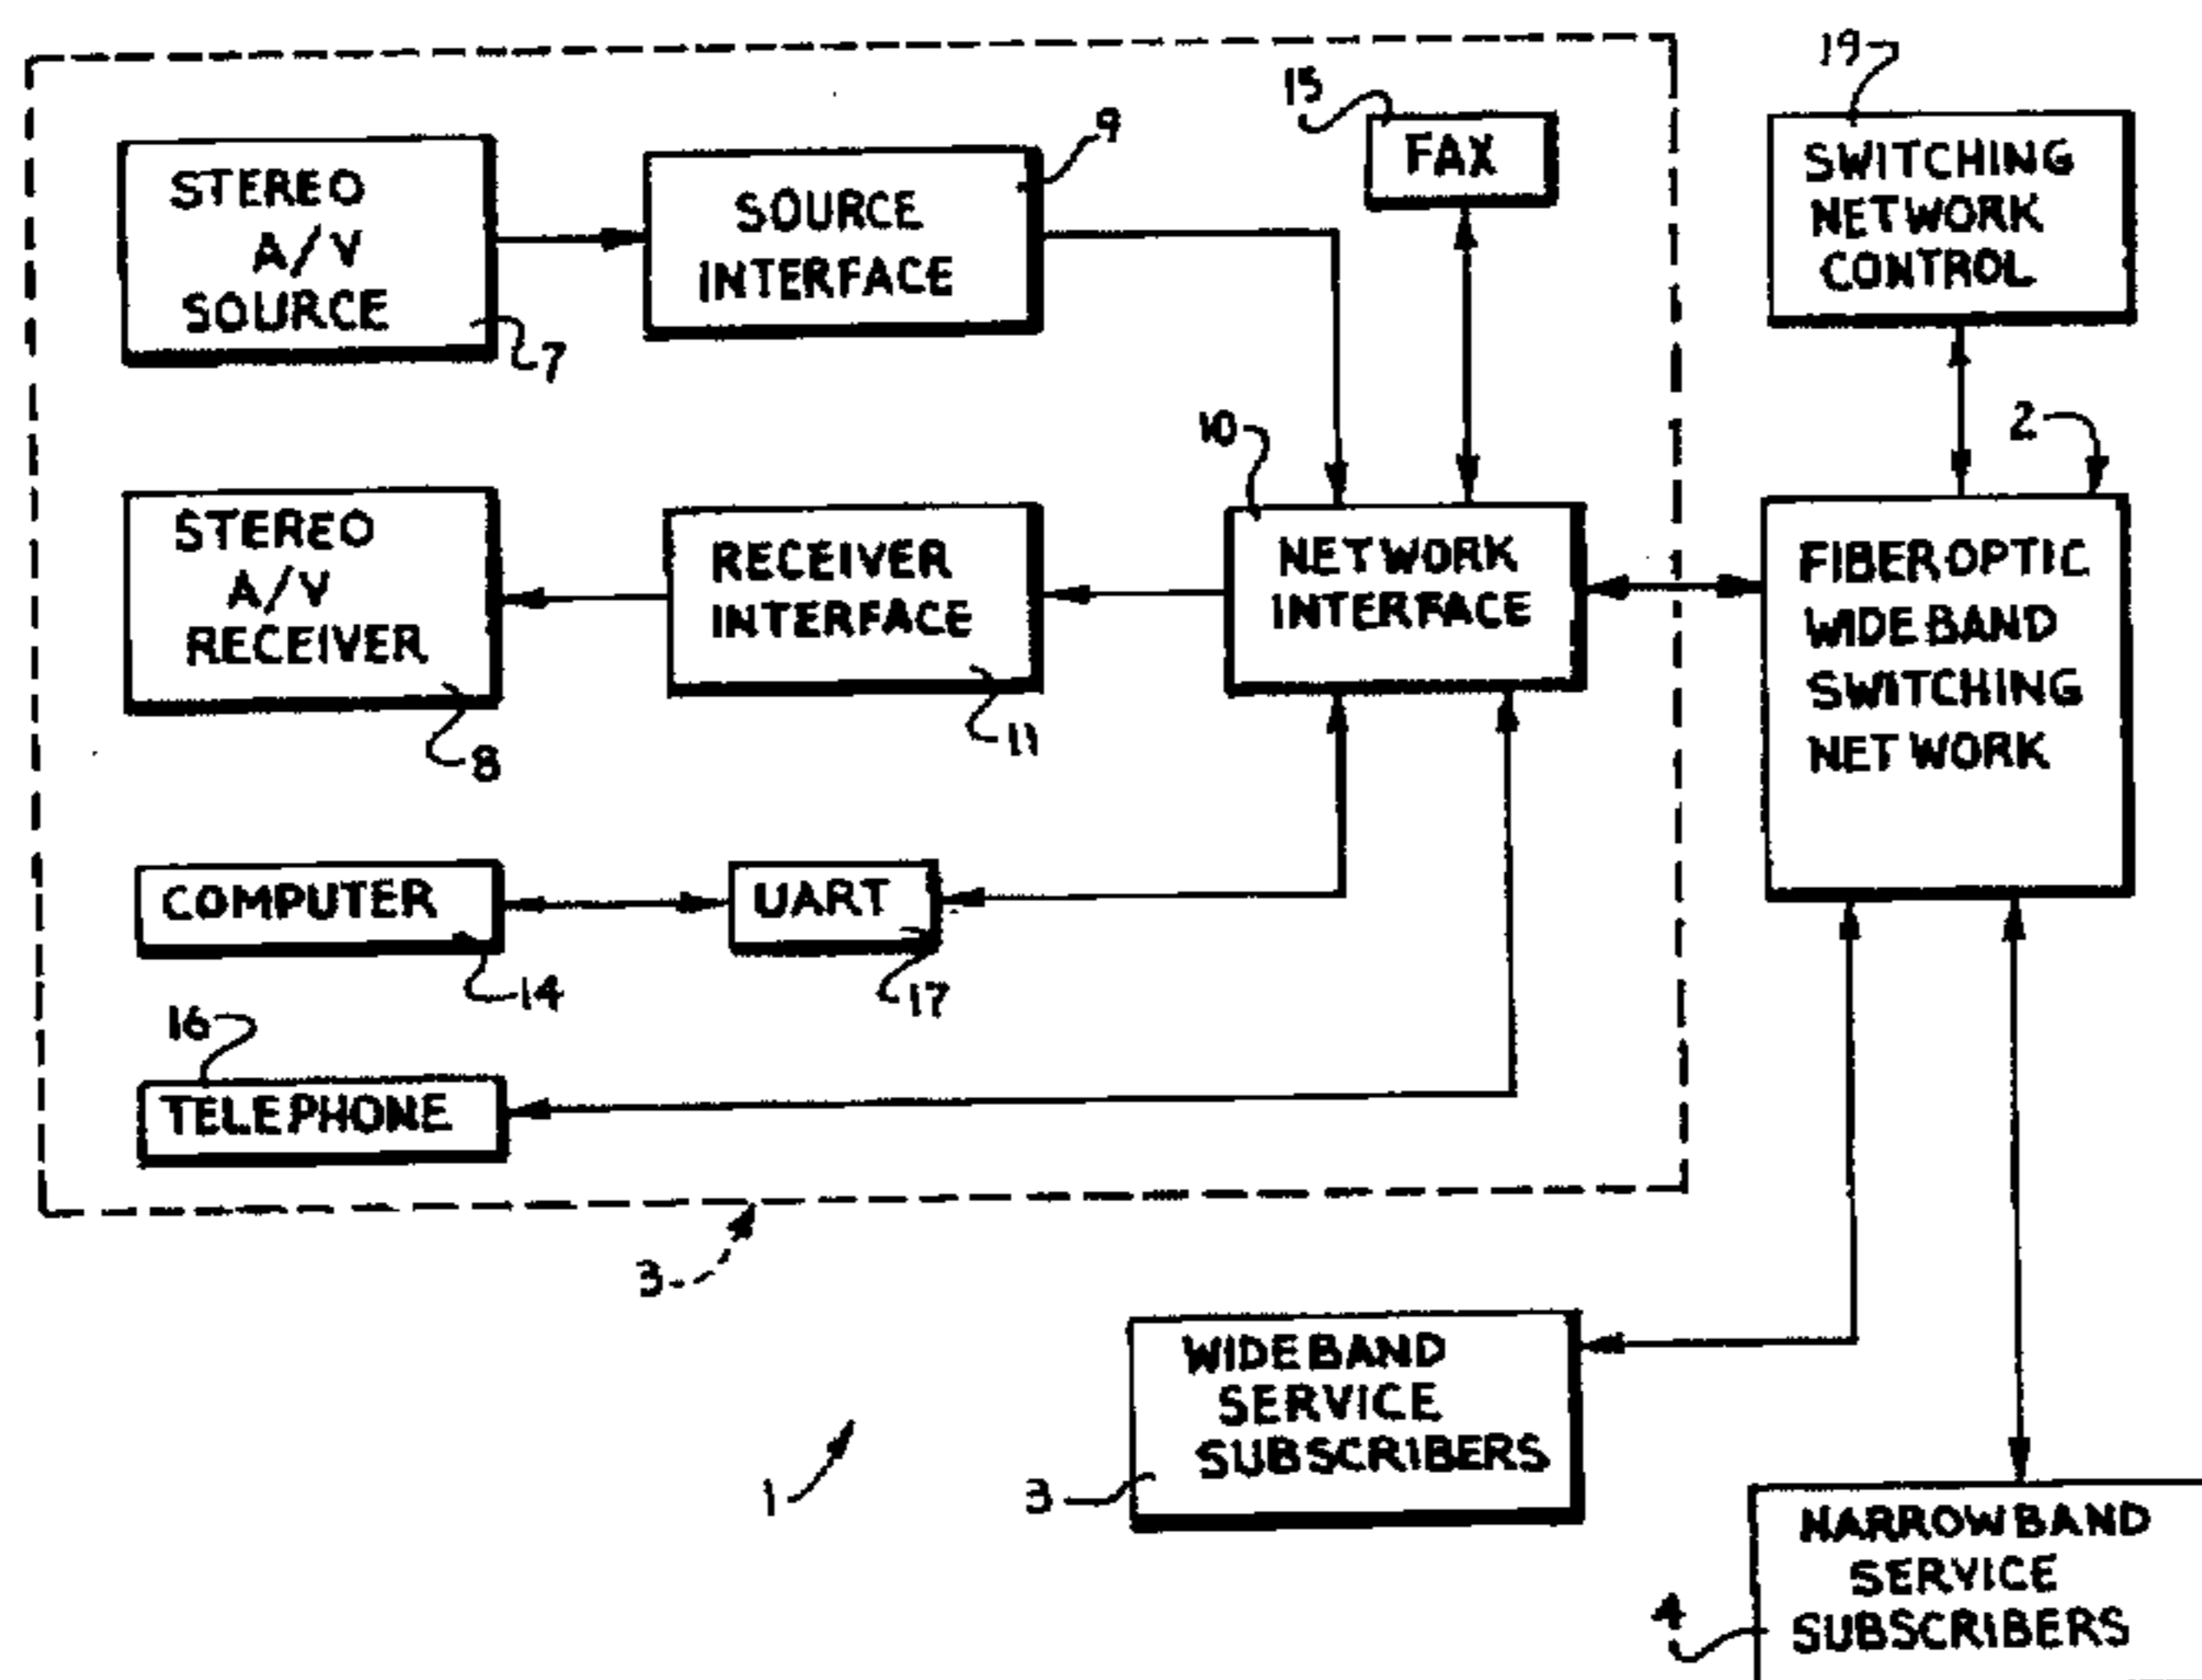 19
15
9
FAX
SWITCHING
NETWORK
CONTROL
STEREO
A/V
SOURCE
7
SOURCE
INTERFACE
10
2
STEREO
A/V
RECEIVER
8
RECEIVER
INTERFACE
11
NETWORK
INTERFACE
FIBER OPTIC
WIDEBAND
SWITCHING
NETWORK
COMPUTER
14
UART
17
16
TELEPHONE
3
WIDEBAND
SERVICE
SUBSCRIBERS
3
1
NARROWBAND
SERVICE
SUBSCRIBERS
4